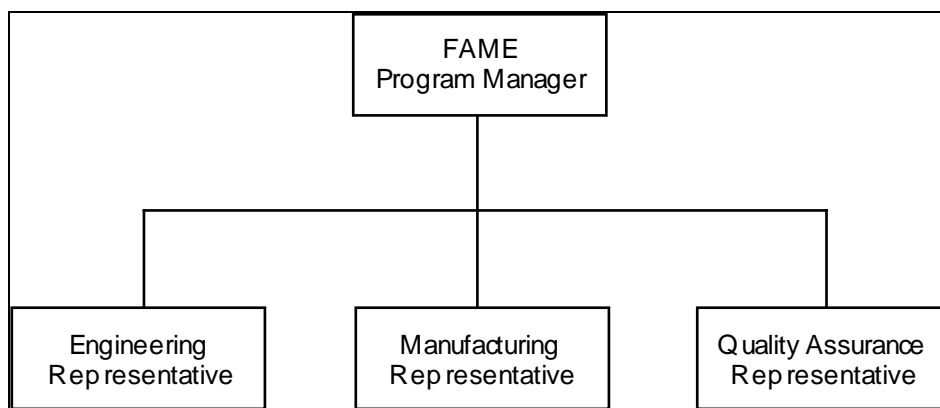 FAME
Program Manager
Engineering
Representative
Manufacturing
Representative
Quality Assurance
Representative